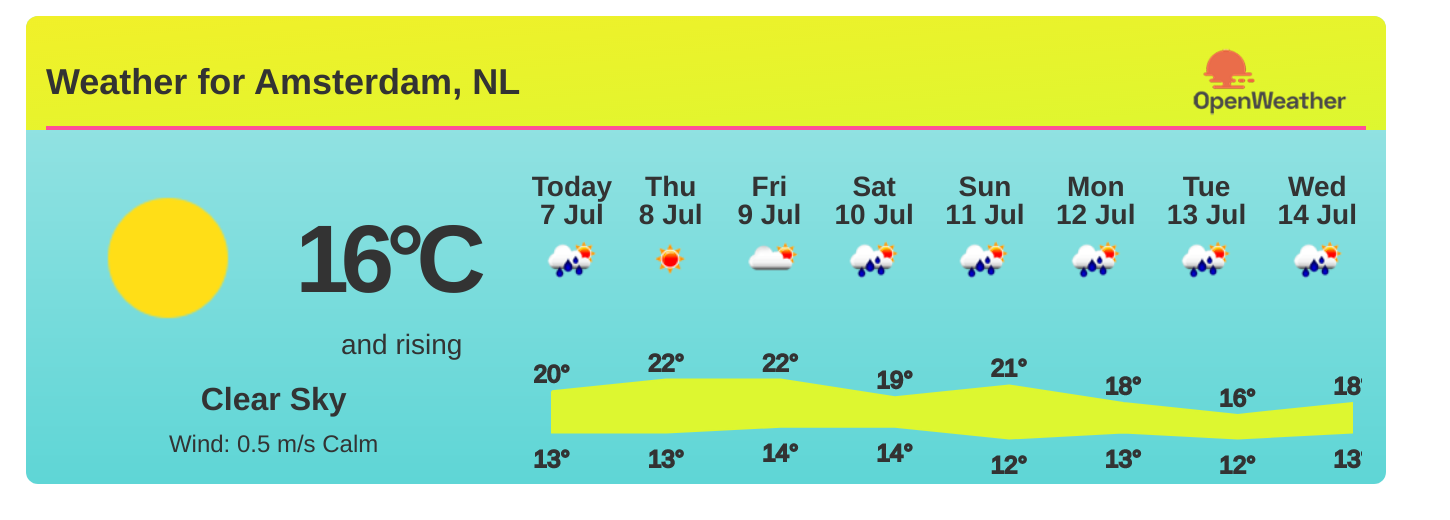 Weather for Amsterdam, NL
OpenWeather
Today Thu Fri Sat Sun Mon Tue Wed
7 Jul 8 Jul 9 Jul 10 Jul 11 Jul 12 Jul 13 Jul 14 Jul
16°C
and rising
Clear Sky
Wind: 0.5 m/s Calm
20° 22° 22° 19° 21° 18° 16° 18°
13° 13° 14° 14° 12° 13° 12° 13